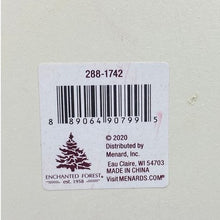 288-1742
8 89064 90799 5
© 2020
Distributed by
Menard, Inc.
Eau Claire, WI 54703
MADE IN CHINA
Visit MENARDS.COM®
ENCHANTED FOREST®
est. 1958